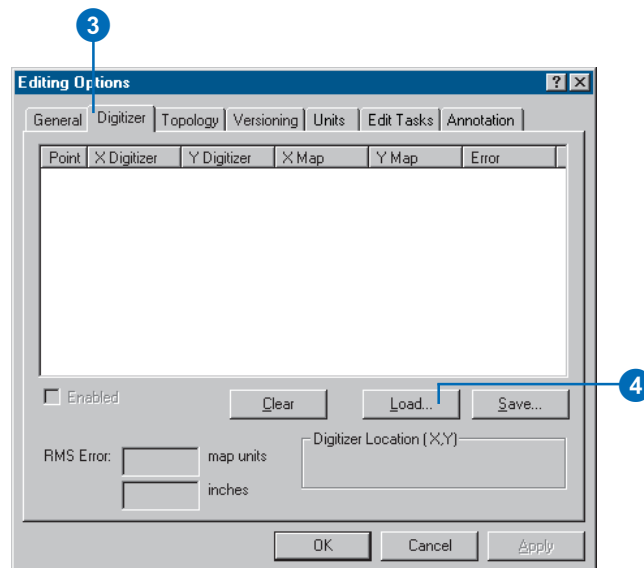 3
Editing Options
General Digitizer Topology Versioning Units Edit Tasks Annotation
Point X Digitizer Y Digitizer X Map Y Map Error
4
Enabled Clear Load... Save...
Digitizer Location (X,Y)
RMS Error: map units
inches
OK Cancel Apply